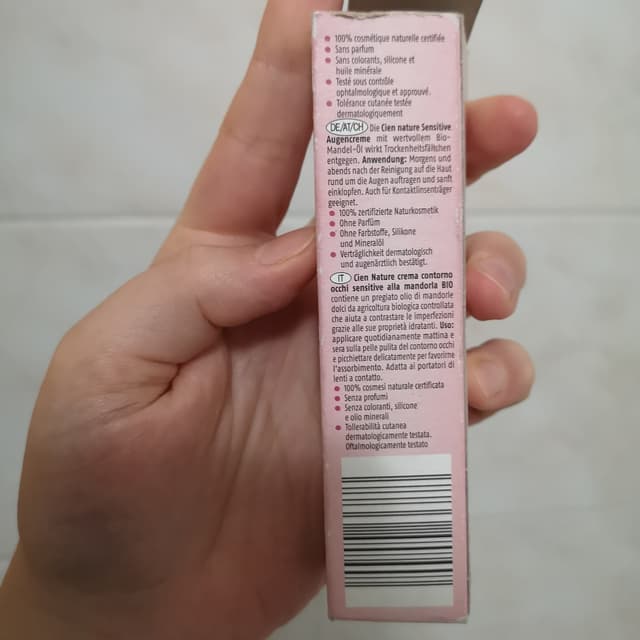 • 100% cosmétique naturelle certifiée
• Sans parfum
• Sans colorants, silicone et
huile minérale
• Testé sous contrôle
ophtalmologique et approuvé.
• Tolérance cutanée testée
dermatologiquement
DE/AT/CH Die Cien nature Sensitive
Augencreme mit wertvollem Bio-
Mandel-Öl wirkt Trockenheitsfältchen
entgegen. Anwendung: Morgens und
abends nach der Reinigung auf die Haut
rund um die Augen auftragen und sanft
einklopfen. Auch für Kontaktlinsenträger
geeignet.
• 100% zertifizierte Naturkosmetik
• Ohne Parfüm
• Ohne Farbstoffe, Silikone
und Mineralöl
• Verträglichkeit dermatologisch
und augenärztlich bestätigt.
IT Cien Nature crema contorno
occhi sensitive alla mandorla BIO
contiene un pregiato olio di mandorle
dolci da agricoltura biologica controllata
che aiuta a contrastare le imperfezioni
grazie alle sue proprietà idratanti. Uso:
applicare quotidianamente mattina e
sera sulla pelle pulita del contorno occhi
e picchiettare delicatamente per favorirne
l'assorbimento. Adatta ai portatori di
lenti a contatto.
• 100% cosmesi naturale certificata
• Senza profumi
• Senza coloranti, silicone
e olio minerali
• Tollerabilità cutanea
dermatologicamente testata.
Oftalmologicamente testato